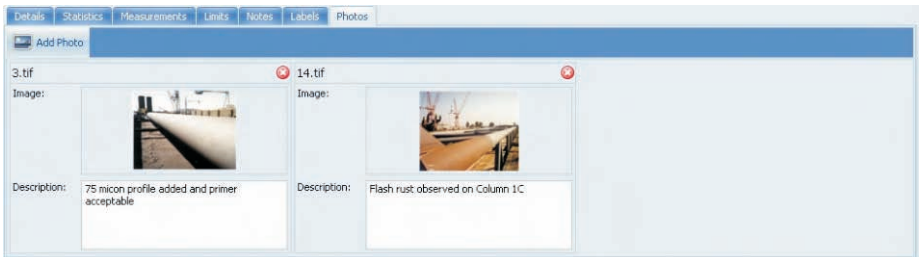 Details Statistics Measurements Limits Notes Labels Photos
Add Photo
3.tif 14.tif
Image: Image:
Description: 75 micon profile added and primer Description: Flash rust observed on Column 1C
acceptable